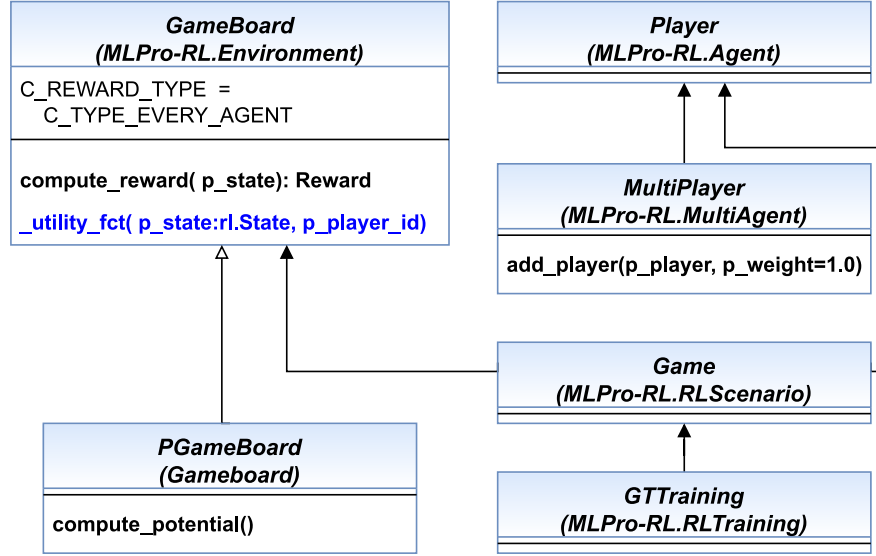 GameBoard
(MLPro-RL.Environment)
C_REWARD_TYPE =
C_TYPE_EVERY_AGENT
compute_reward( p_state): Reward
_utility_fct( p_state:rl.State, p_player_id)
Player
(MLPro-RL.Agent)
MultiPlayer
(MLPro-RL.MultiAgent)
add_player(p_player, p_weight=1.0)
Game
(MLPro-RL.RLScenario)
PGameBoard
(Gameboard)
compute_potential()
GTTraining
(MLPro-RL.RLTraining)